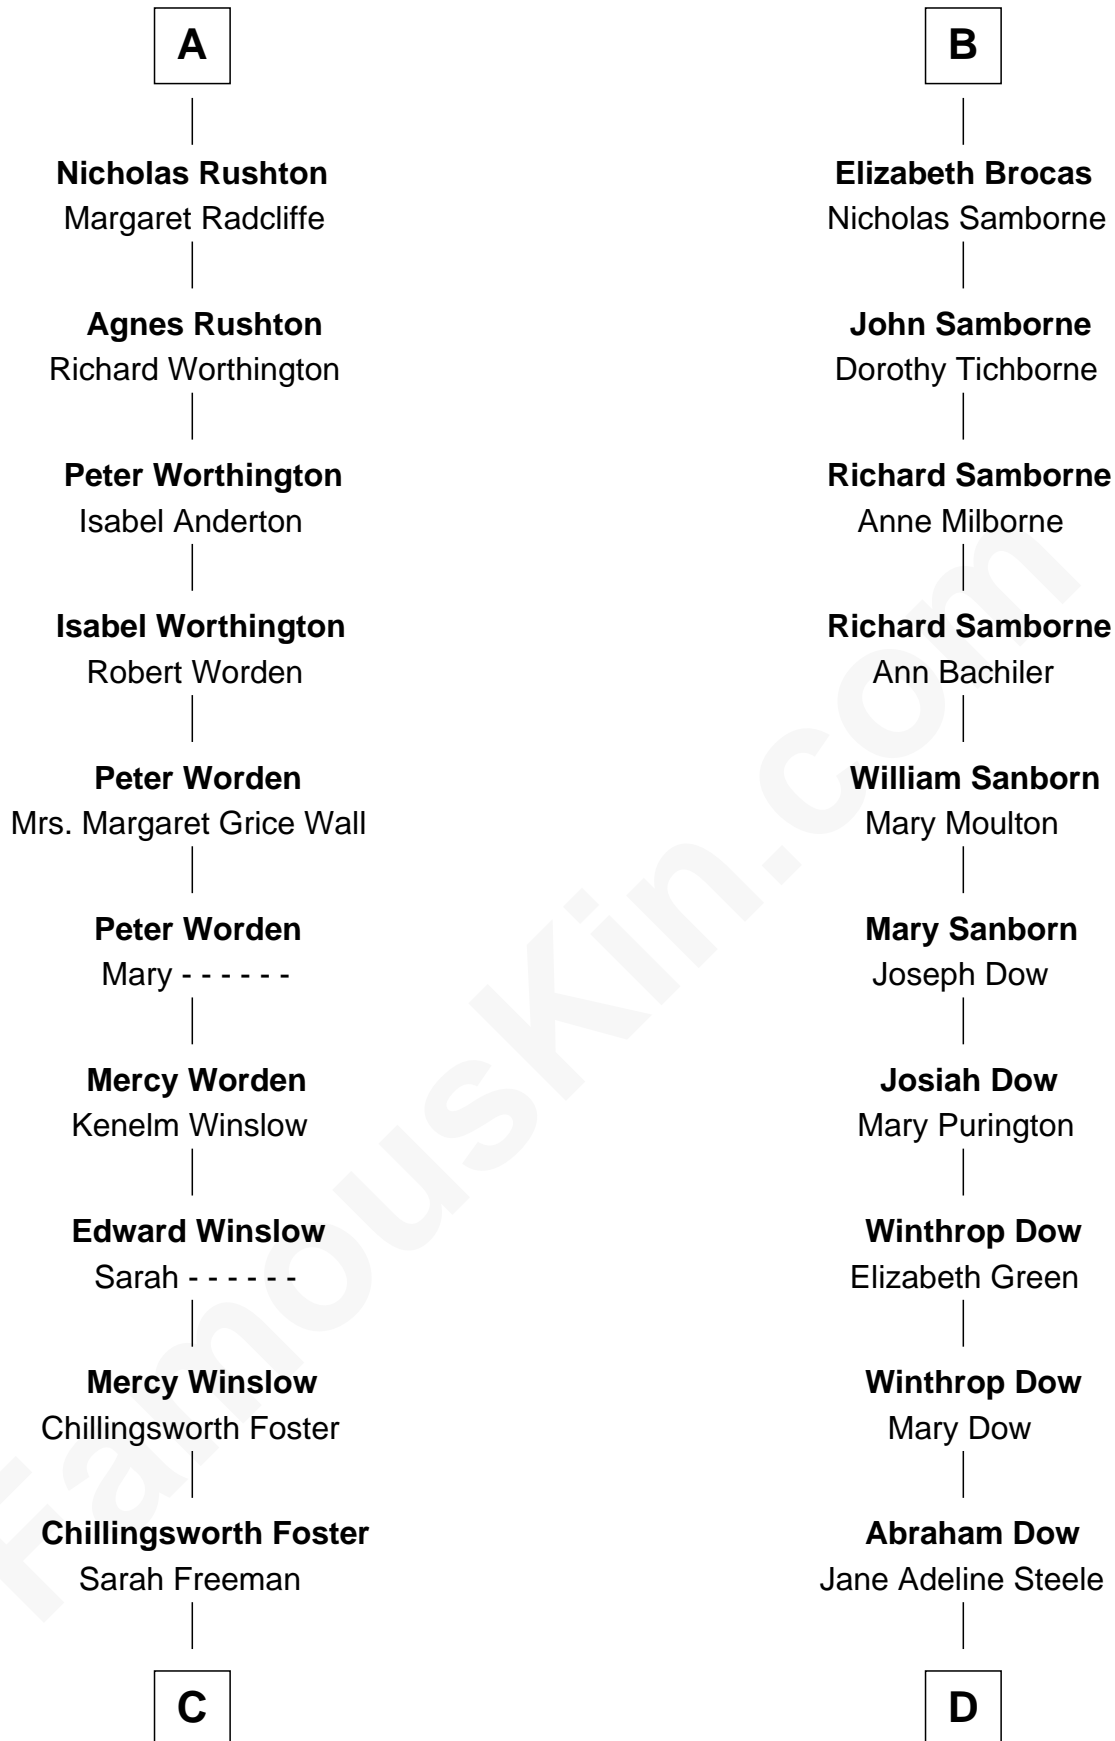 A
Nicholas Rushton
Margaret Radcliffe
Agnes Rushton
Richard Worthington
Peter Worthington
Isabel Anderton
Isabel Worthington
Robert Worden
Peter Worden
Mrs. Margaret Grice Wall
Peter Worden
Mary - - - - - -
Mercy Worden
Kenelm Winslow
Edward Winslow
Sarah - - - - - -
Mercy Winslow
Chillingsworth Foster
Chillingsworth Foster
Sarah Freeman
C
B
Elizabeth Brocas
Nicholas Samborne
John Samborne
Dorothy Tichborne
Richard Samborne
Anne Milborne
Richard Samborne
Ann Bachiler
William Sanborn
Mary Moulton
Mary Sanborn
Joseph Dow
Josiah Dow
Mary Purington
Winthrop Dow
Elizabeth Green
Winthrop Dow
Mary Dow
Abraham Dow
Jane Adeline Steele
D
FamousKin.com